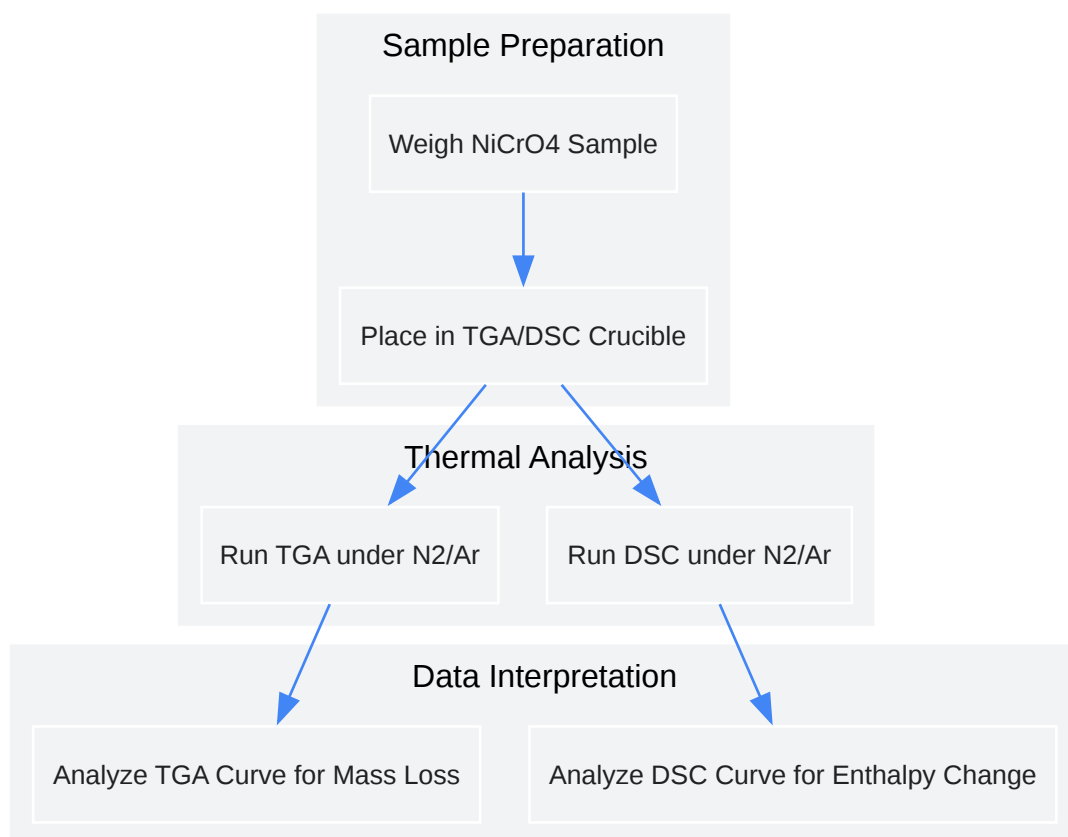 Sample Preparation
Weigh NiCrO4 Sample
Place in TGA/DSC Crucible
Thermal Analysis
Run TGA under N2/Ar
Run DSC under N2/Ar
Data Interpretation
Analyze TGA Curve for Mass Loss
Analyze DSC Curve for Enthalpy Change